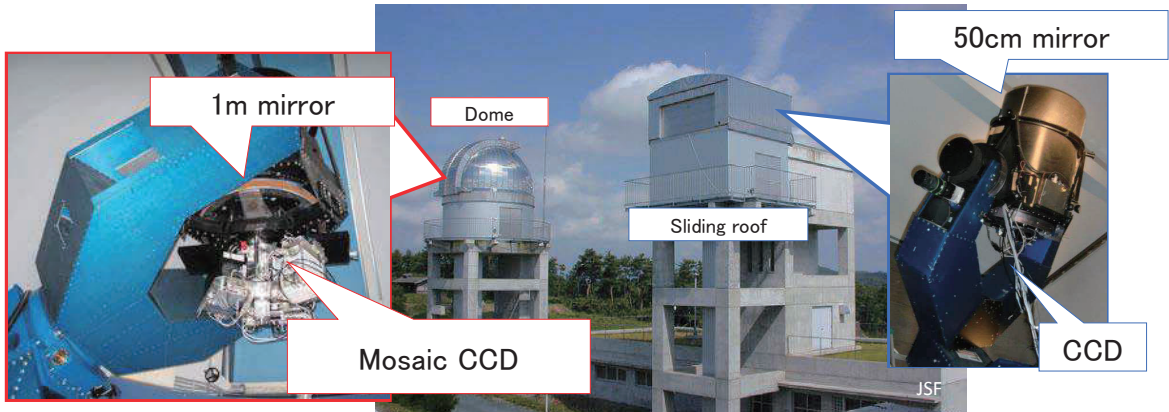 1m mirror
Dome
50cm mirror
Sliding roof
Mosaic CCD
CCD
JSF